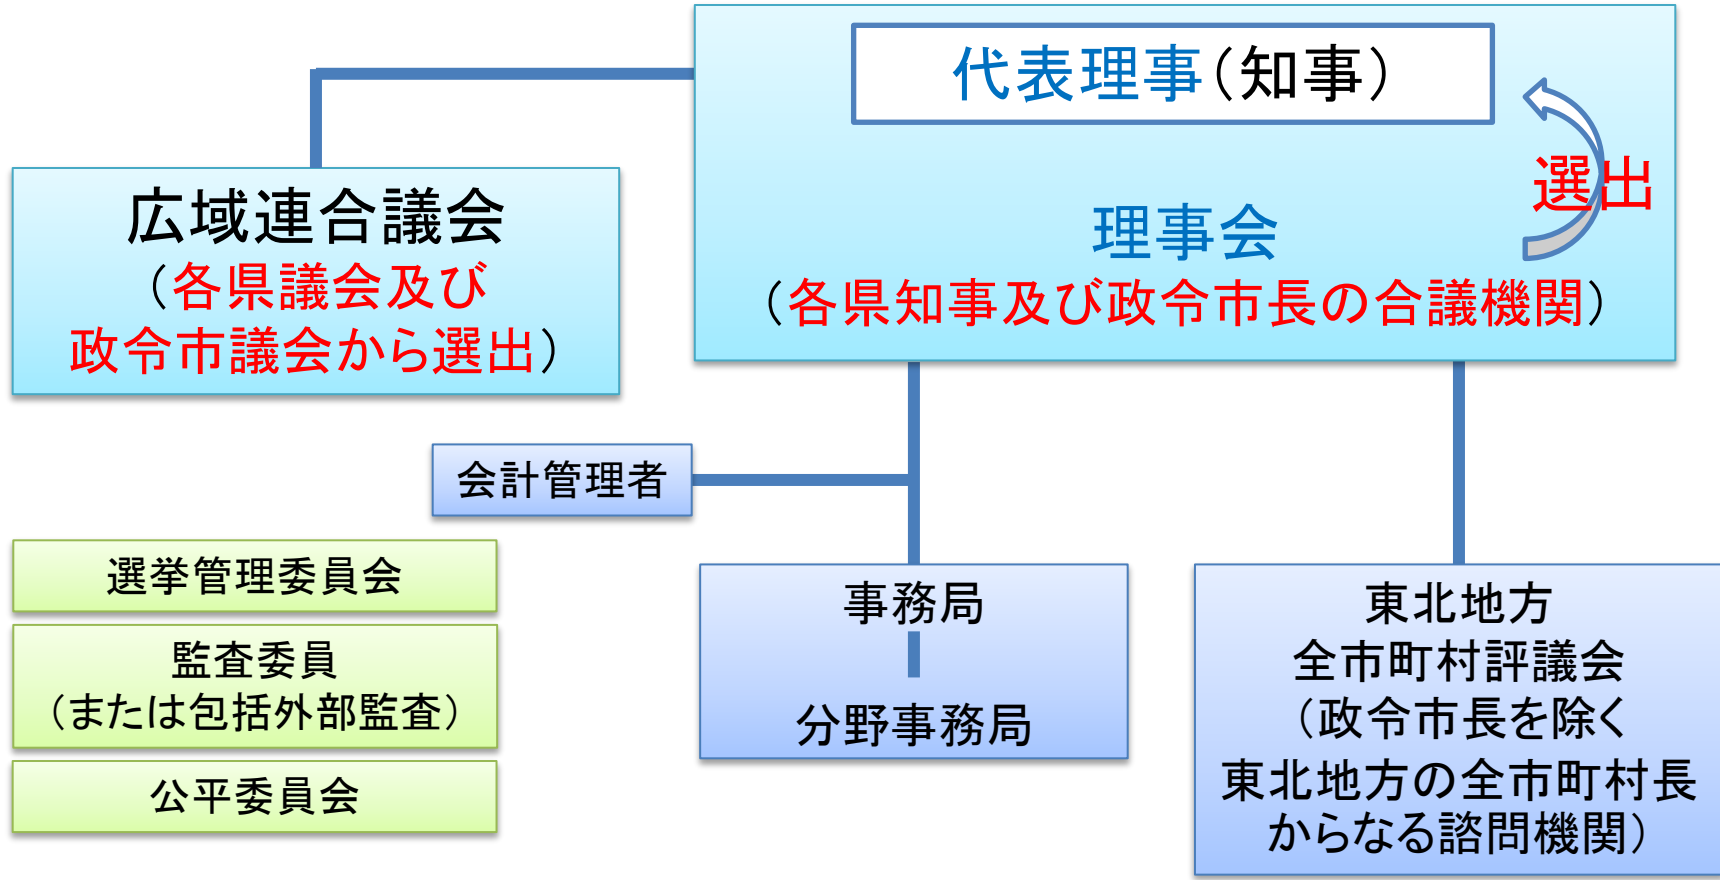 代表理事（知事）
選出
理事会
（各県知事及び政令市長の合議機関）
広域連合議会
（各県議会及び
政令市議会から選出）
会計管理者
選挙管理委員会
監査委員
（または包括外部監査）
公平委員会
事務局
分野事務局
東北地方
全市町村評議会
（政令市長を除く
東北地方の全市町村長
からなる諮問機関）